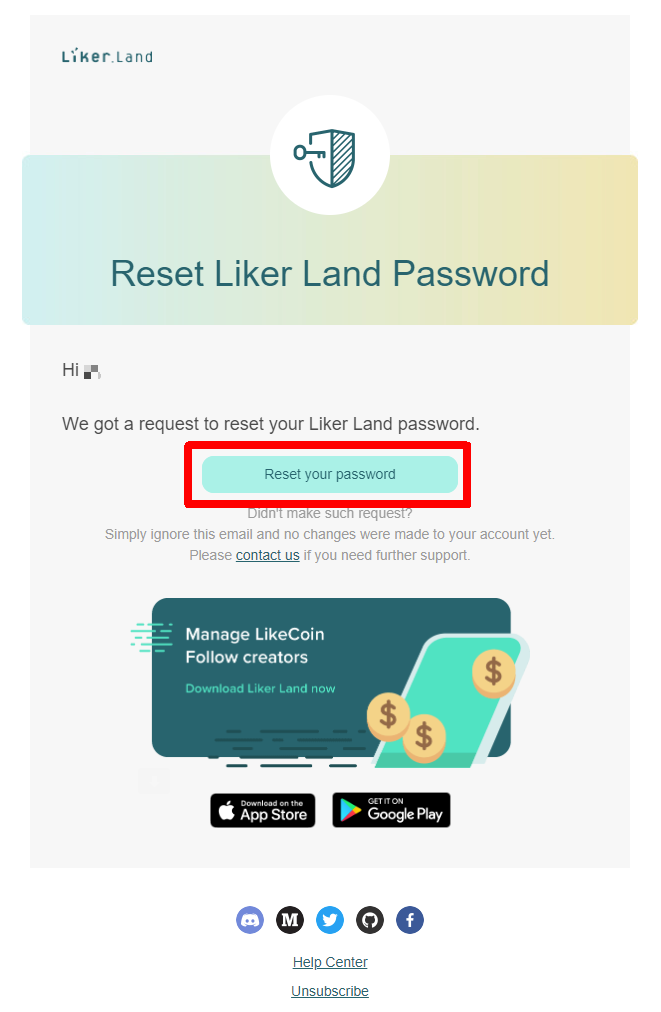 Liker.Land
Reset Liker Land Password
Hi
We got a request to reset your Liker Land password.
Reset your password
Didn't make such request?
Simply ignore this email and no changes were made to your account yet.
Please contact us if you need further support.
Manage LikeCoin
Follow creators
Download Liker Land now
$
$
$
Download on the
App Store
GET IT ON
Google Play
Help Center
Unsubscribe